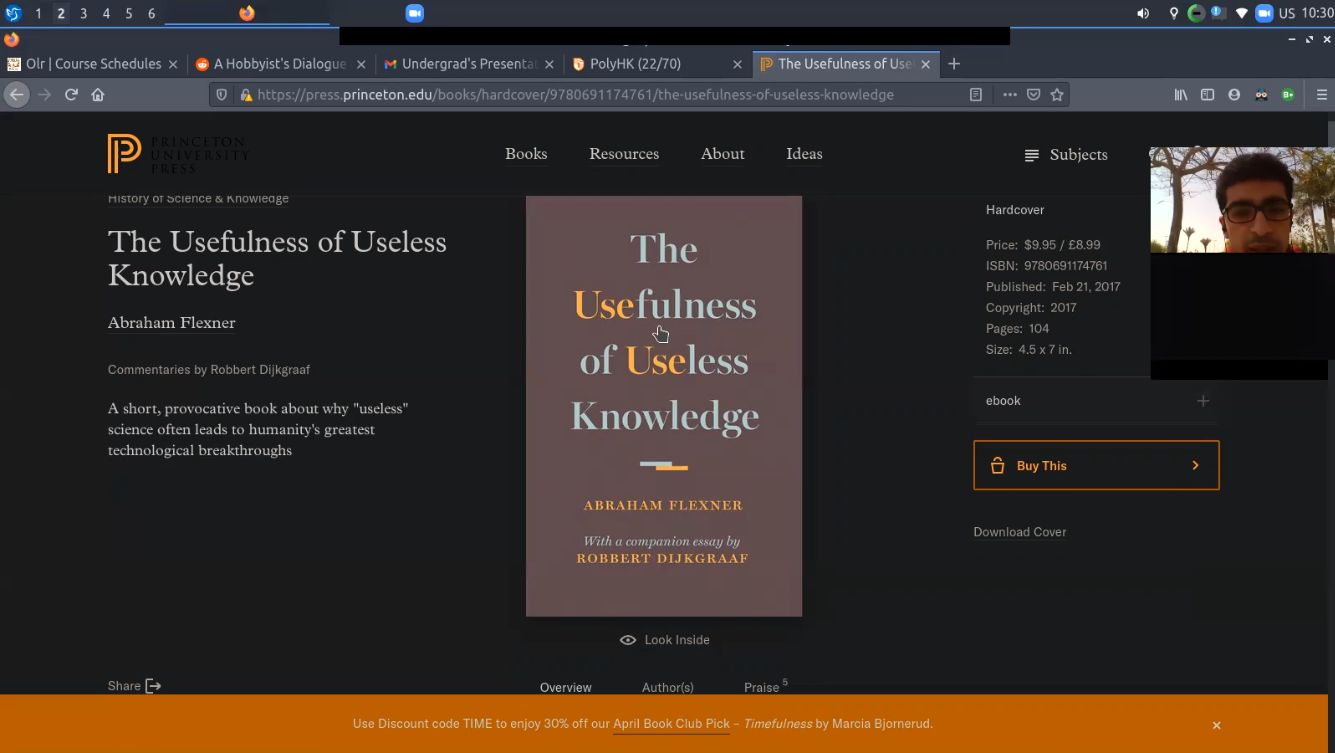 1 2 3 4 5 6
US 10:30
Olr | Course Schedules
A Hobbyist's Dialogue
Undergrad's Presenta
PolyHK (22/70)
The Usefulness of Usel
https://press.princeton.edu/books/hardcover/9780691174761/the-usefulness-of-useless-knowledge
PRINCETON
UNIVERSITY
PRESS
Books
Resources
About
Ideas
Subjects
History of Science & Knowledge
The Usefulness of Useless
Knowledge
Abraham Flexner
Commentaries by Robbert Dijkgraaf
A short, provocative book about why "useless"
science often leads to humanity's greatest
technological breakthroughs
The
Usefulness
of Useless
Knowledge
ABRAHAM FLEXNER
With a companion essay by
ROBBERT DIJKGRAAF
Look Inside
Hardcover
Price: $9.95 / £8.99
ISBN: 9780691174761
Published: Feb 21, 2017
Copyright: 2017
Pages: 104
Size: 4.5 x 7 in.
ebook
Buy This
Download Cover
Share
Overview
Author(s)
Praise 5
Use Discount code TIME to enjoy 30% off our April Book Club Pick – Timefulness by Marcia Bjornerud.